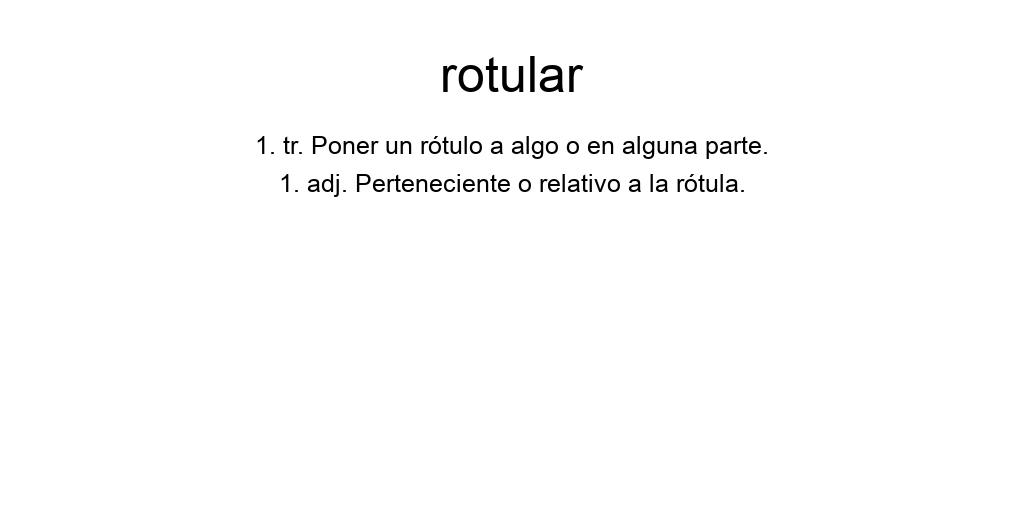 rotular
1. tr. Poner un rótulo a algo o en alguna parte.
1. adj. Perteneciente o relativo a la rótula.